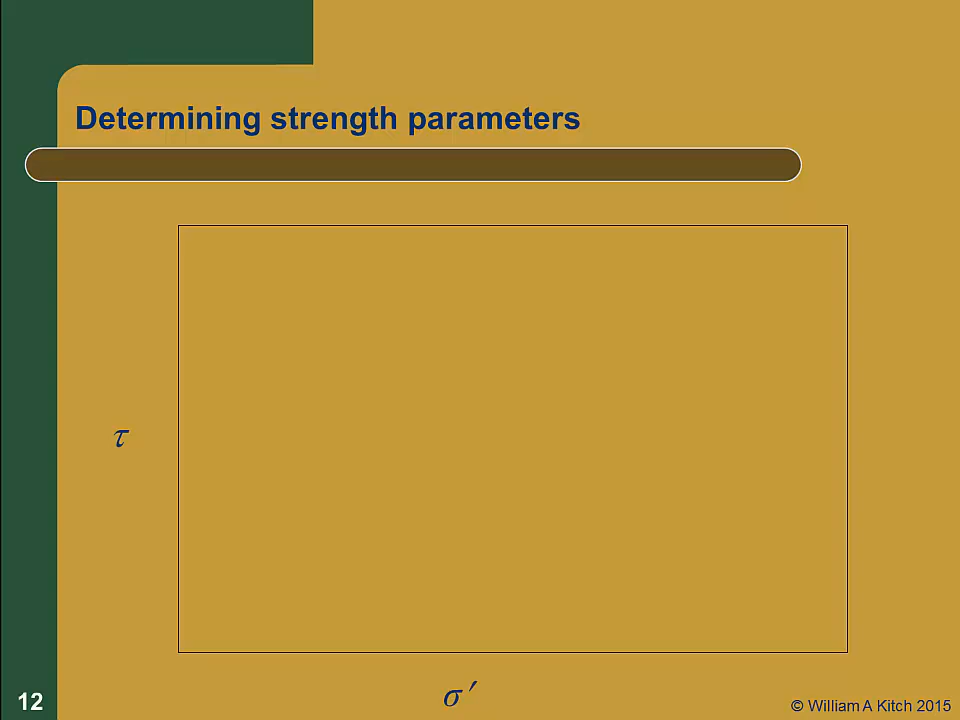 Determining strength parameters
τ
σ′
12
© William A Kitch 2015